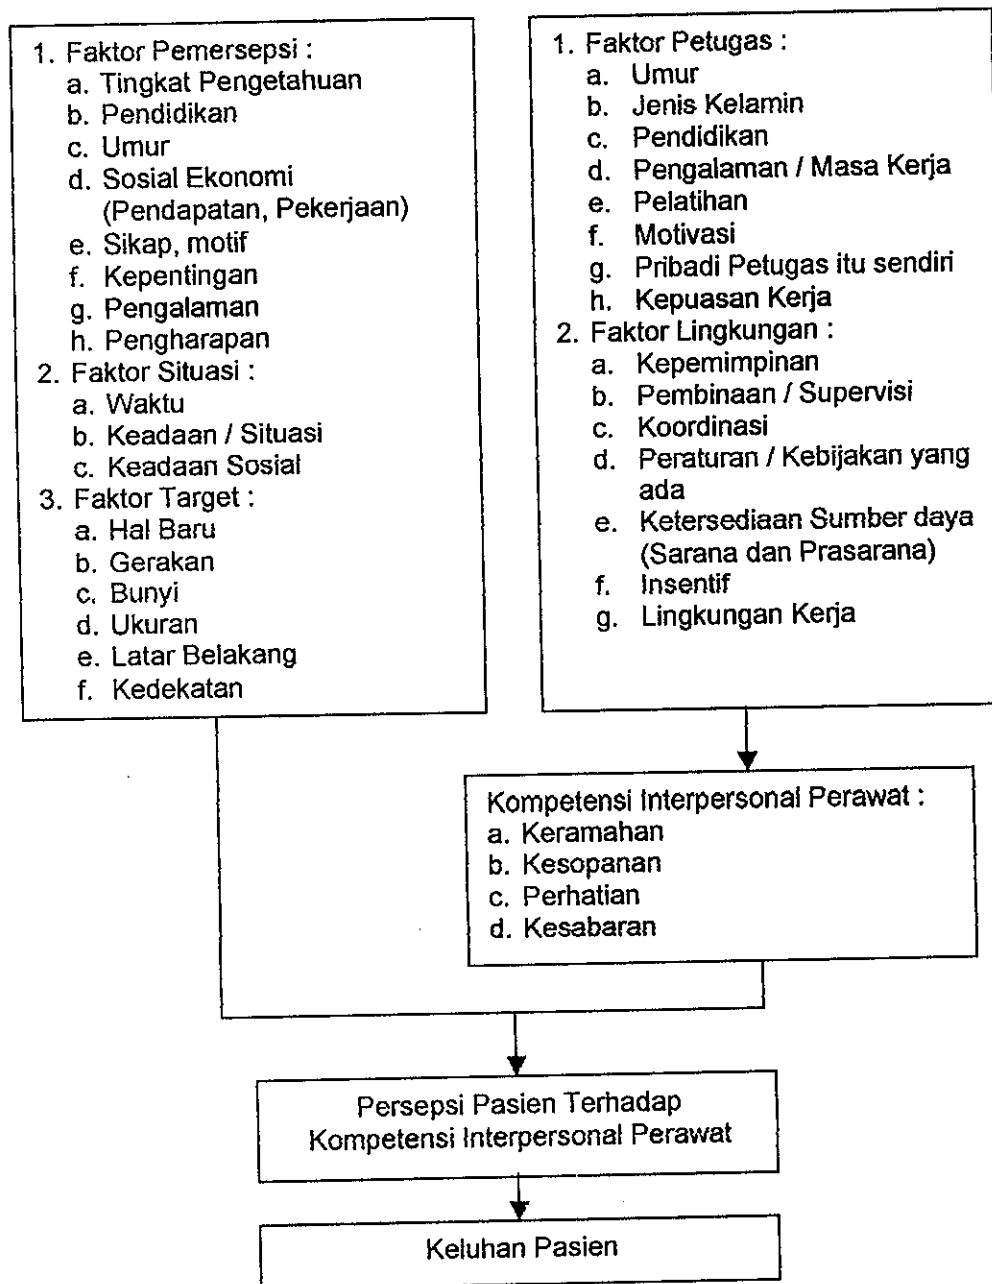 1. Faktor Pemersepsi :
a. Tingkat Pengetahuan
b. Pendidikan
c. Umur
d. Sosial Ekonomi
(Pendapatan, Pekerjaan)
e. Sikap, motif
f. Kepentingan
g. Pengalaman
h. Pengharapan
2. Faktor Situasi :
a. Waktu
b. Keadaan / Situasi
c. Keadaan Sosial
3. Faktor Target :
a. Hal Baru
b. Gerakan
c. Bunyi
d. Ukuran
e. Latar Belakang
f. Kedekatan
1. Faktor Petugas :
a. Umur
b. Jenis Kelamin
c. Pendidikan
d. Pengalaman / Masa Kerja
e. Pelatihan
f. Motivasi
g. Pribadi Petugas itu sendiri
h. Kepuasan Kerja
2. Faktor Lingkungan :
a. Kepemimpinan
b. Pembinaan / Supervisi
c. Koordinasi
d. Peraturan / Kebijakan yang
ada
e. Ketersediaan Sumber daya
(Sarana dan Prasarana)
f. Insentif
g. Lingkungan Kerja
Kompetensi Interpersonal Perawat :
a. Keramahan
b. Kesopanan
c. Perhatian
d. Kesabaran
Persepsi Pasien Terhadap
Kompetensi Interpersonal Perawat
Keluhan Pasien